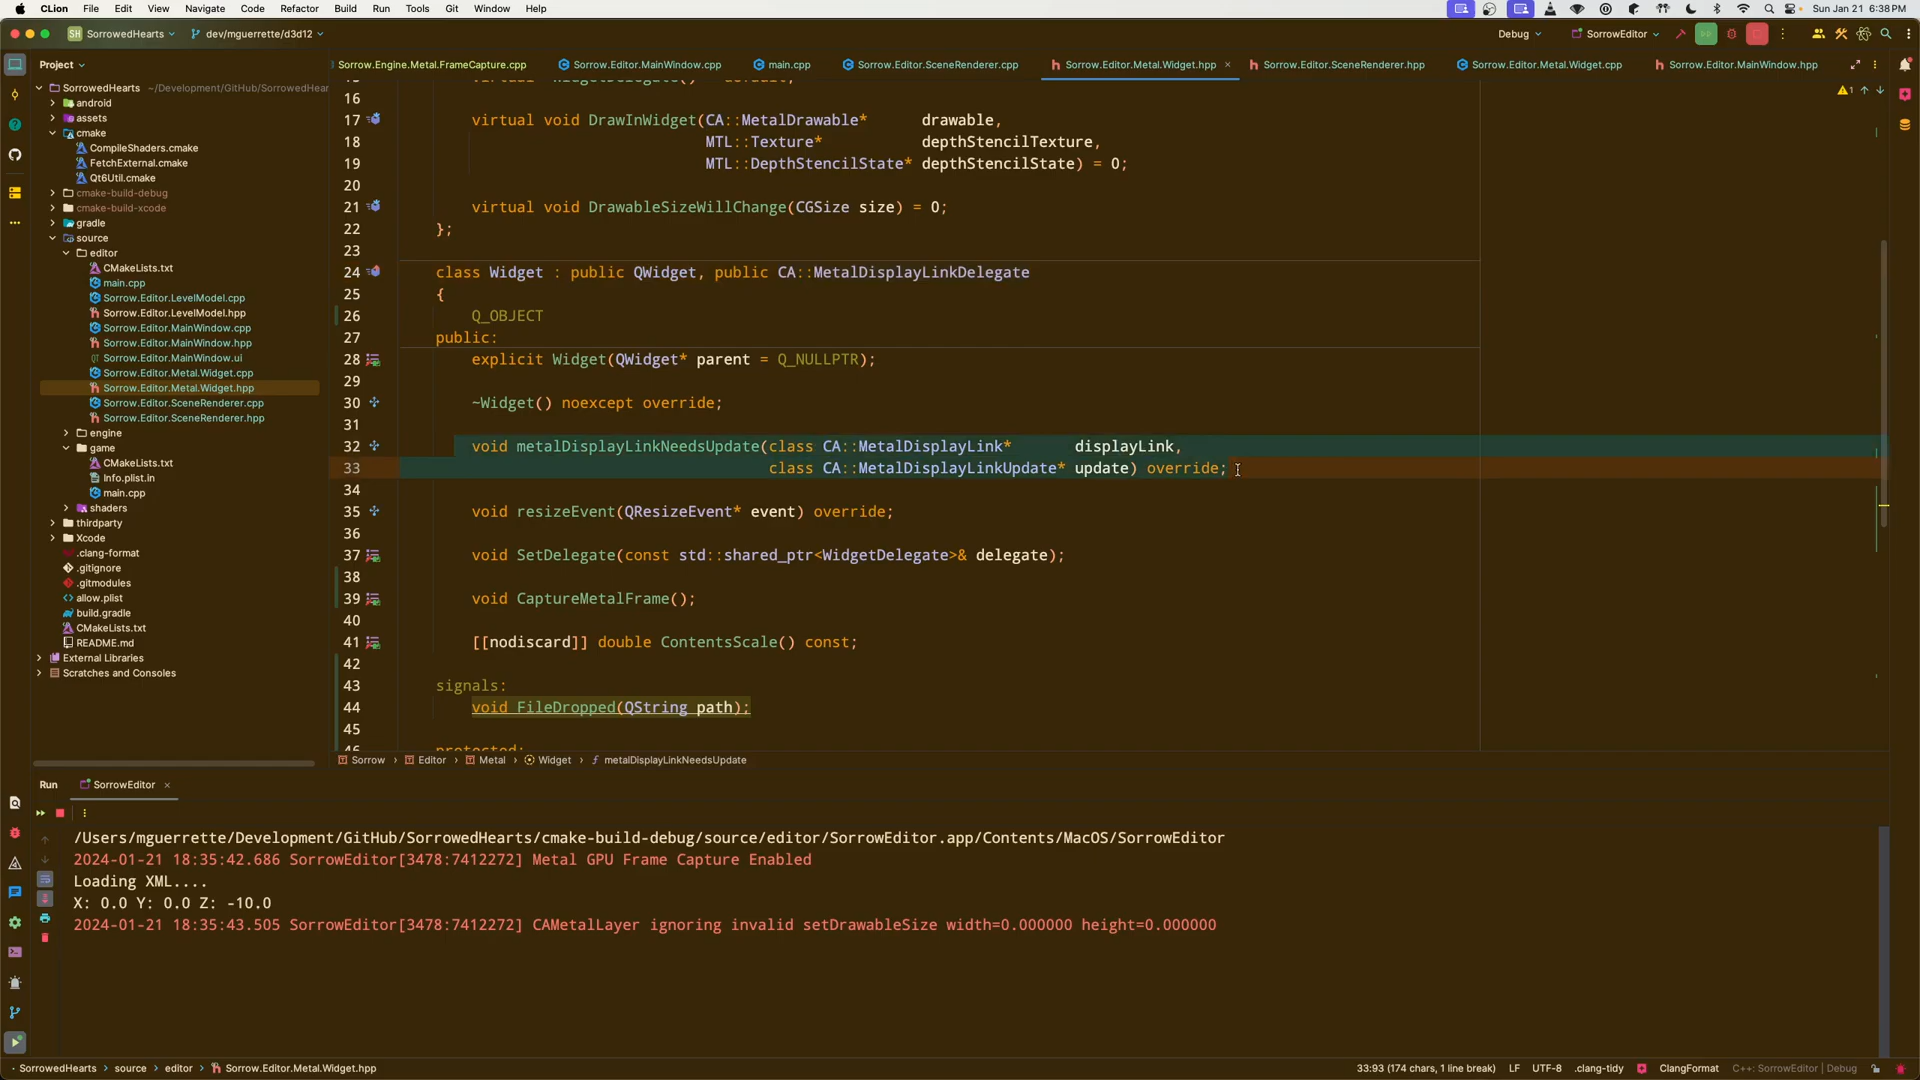 CLion File Edit View Navigate Code Refactor Build Run Tools Git Window Help Sun Jan 21 6:38 PM
SH SorrowedHearts dev/mguerrette/d3d12 Debug SorrowEditor
Project Sorrow.Engine.Metal.FrameCapture.cpp Sorrow.Editor.MainWindow.cpp main.cpp Sorrow.Editor.SceneRenderer.cpp Sorrow.Editor.Metal.Widget.hpp Sorrow.Editor.SceneRenderer.hpp Sorrow.Editor.Metal.Widget.cpp Sorrow.Editor.MainWindow.hpp
SorrowedHearts ~/Development/GitHub/SorrowedHear
android
assets
cmake
CompileShaders.cmake
FetchExternal.cmake
Qt6Util.cmake
cmake-build-debug
cmake-build-xcode
gradle
source
editor
CMakeLists.txt
main.cpp
Sorrow.Editor.LevelModel.cpp
Sorrow.Editor.LevelModel.hpp
Sorrow.Editor.MainWindow.cpp
Sorrow.Editor.MainWindow.hpp
Sorrow.Editor.MainWindow.ui
Sorrow.Editor.Metal.Widget.cpp
Sorrow.Editor.Metal.Widget.hpp
Sorrow.Editor.SceneRenderer.cpp
Sorrow.Editor.SceneRenderer.hpp
engine
game
CMakeLists.txt
Info.plist.in
main.cpp
shaders
thirdparty
Xcode
.clang-format
.gitignore
.gitmodules
allow.plist
build.gradle
CMakeLists.txt
README.md
External Libraries
Scratches and Consoles
1
16
17 virtual void DrawInWidget(CA::MetalDrawable* drawable,
18 MTL::Texture* depthStencilTexture,
19 MTL::DepthStencilState* depthStencilState) = 0;
20
21 virtual void DrawableSizeWillChange(CGSize size) = 0;
22 };
23
24 class Widget : public QWidget, public CA::MetalDisplayLinkDelegate
25 {
26 Q_OBJECT
27 public:
28 explicit Widget(QWidget* parent = Q_NULLPTR);
29
30 ~Widget() noexcept override;
31
32 void metalDisplayLinkNeedsUpdate(class CA::MetalDisplayLink* displayLink,
33 class CA::MetalDisplayLinkUpdate* update) override;
34
35 void resizeEvent(QResizeEvent* event) override;
36
37 void SetDelegate(const std::shared_ptr<WidgetDelegate>& delegate);
38
39 void CaptureMetalFrame();
40
41 [[nodiscard]] double ContentsScale() const;
42
43 signals:
44 void FileDropped(QString path);
45
46 protected:
Sorrow Editor Metal Widget metalDisplayLinkNeedsUpdate
Run SorrowEditor
/Users/mguerrette/Development/GitHub/SorrowedHearts/cmake-build-debug/source/editor/SorrowEditor.app/Contents/MacOS/SorrowEditor
2024-01-21 18:35:42.686 SorrowEditor[3478:7412272] Metal GPU Frame Capture Enabled
Loading XML....
X: 0.0 Y: 0.0 Z: -10.0
2024-01-21 18:35:43.505 SorrowEditor[3478:7412272] CAMetalLayer ignoring invalid setDrawableSize width=0.000000 height=0.000000
SorrowedHearts source editor Sorrow.Editor.Metal.Widget.hpp 33:93 (174 chars, 1 line break) LF UTF-8 .clang-tidy ClangFormat C++: SorrowEditor | Debug